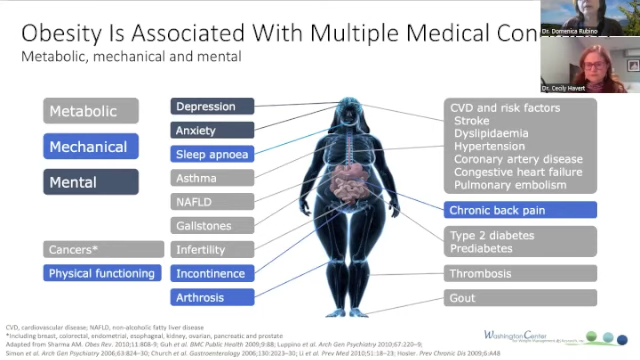 Obesity Is Associated With Multiple Medical Con
Metabolic, mechanical and mental
Dr. Domenica Rubino
Dr. Cecily Havert
Metabolic
Mechanical
Mental
Cancers*
Physical functioning
Depression
Anxiety
Sleep apnoea
Asthma
NAFLD
Gallstones
Infertility
Incontinence
Arthrosis
CVD and risk factors
Stroke
Dyslipidaemia
Hypertension
Coronary artery disease
Congestive heart failure
Pulmonary embolism
Chronic back pain
Type 2 diabetes
Prediabetes
Thrombosis
Gout
CVD, cardiovascular disease; NAFLD, non-alcoholic fatty liver disease
*Including breast, colorectal, endometrial, esophageal, kidney, ovarian, pancreatic and prostate
Adapted from Sharma AM. Obes Rev. 2010;11:808-9; Guh et al. BMC Public Health 2009;9:88; Luppino et al. Arch Gen Psychiatry 2010;67:220–9;
Simon et al. Arch Gen Psychiatry 2006;63:824–30; Church et al. Gastroenterology 2006;130:2023–30; Li et al. Prev Med 2010;51:18–23; Hosler. Prev Chronic Dis 2009;6:A48
Washington Center